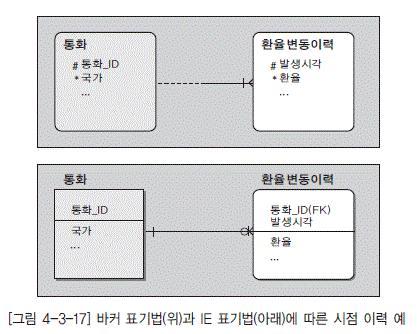 통화
# 통화_ID
* 국가
...
환율변동이력
# 발생시각
* 환율
...
통화
통화_ID
국가
...
환율변동이력
통화_ID(FK)
발생시각
환율
...
[그림 4-3-17] 바커 표기법(위)과 IE 표기법(아래)에 따른 시점 이력 예